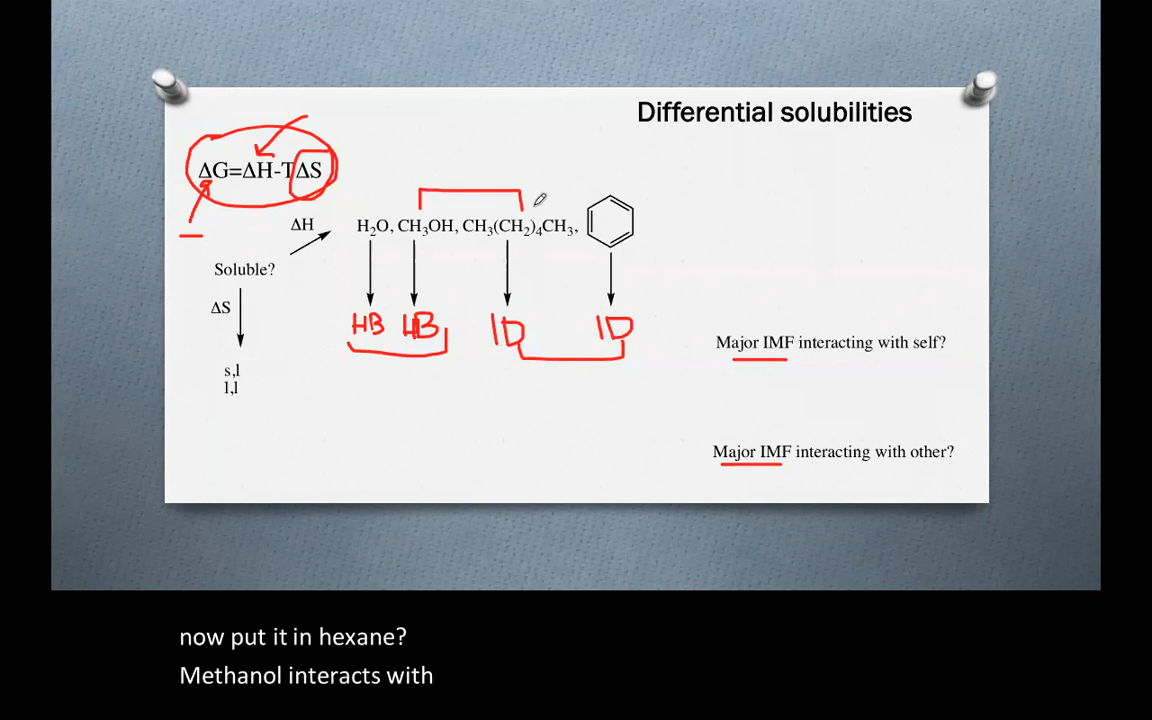 Differential solubilities
ΔG=ΔH-TΔS
ΔH
H₂O, CH₃OH, CH₃(CH₂)₄CH₃,
Soluble?
ΔS
HB HB ID ID
Major IMF interacting with self?
s,l
l,l
Major IMF interacting with other?
now put it in hexane?
Methanol interacts with